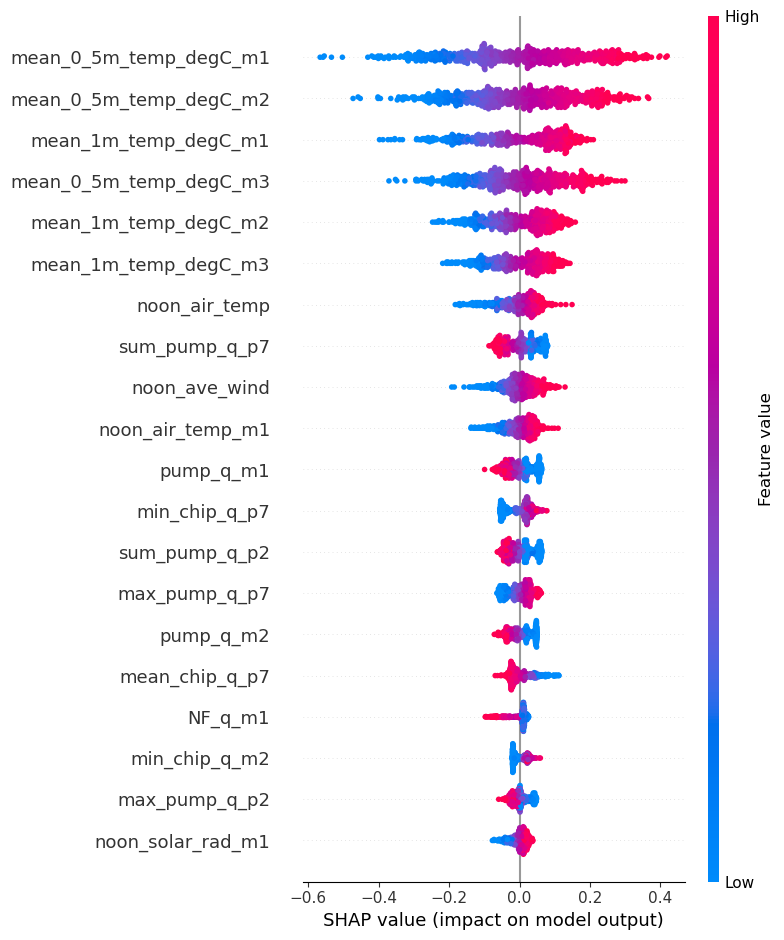 High
mean_0_5m_temp_degC_m1
mean_0_5m_temp_degC_m2
mean_1m_temp_degC_m1
mean_0_5m_temp_degC_m3
mean_1m_temp_degC_m2
mean_1m_temp_degC_m3
noon_air_temp
sum_pump_q_p7
noon_ave_wind
noon_air_temp_m1
pump_q_m1
min_chip_q_p7
sum_pump_q_p2
max_pump_q_p7
pump_q_m2
mean_chip_q_p7
NF_q_m1
min_chip_q_m2
max_pump_q_p2
noon_solar_rad_m1
Feature value
Low
−0.6 −0.4 −0.2 0.0 0.2 0.4
SHAP value (impact on model output)